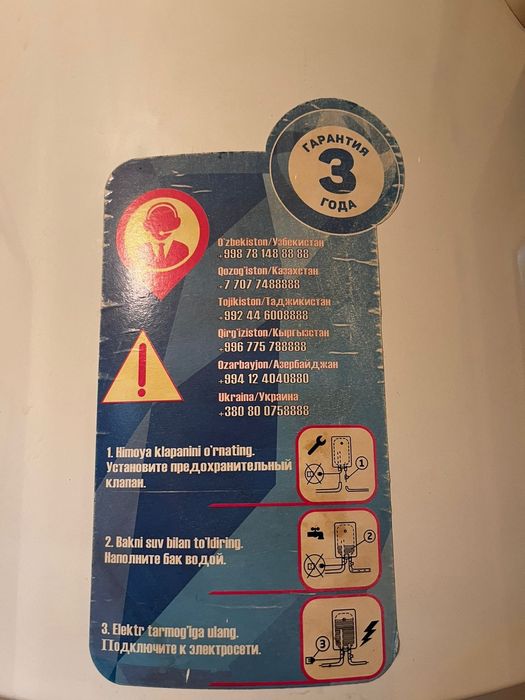 ГАРАНТИЯ
3
ГОДА
O'zbekiston/Узбекистан
+998 78 148 88 88
Qozog'iston/Казахстан
+7 707 7488888
Tojikiston/Таджикистан
+992 44 6008888
Qirg'iziston/Кыргызстан
+996 775 788888
Ozarbayjon/Азербайджан
+994 12 4040880
Ukraina/Украина
+380 80 0758888
1. Himoya klapanini o'rnating.
Установите предохранительный
клапан.
1
2. Bakni suv bilan to'ldiring.
Наполните бак водой.
2
3. Elektr tarmog'iga ulang.
Подключите к электросети.
3